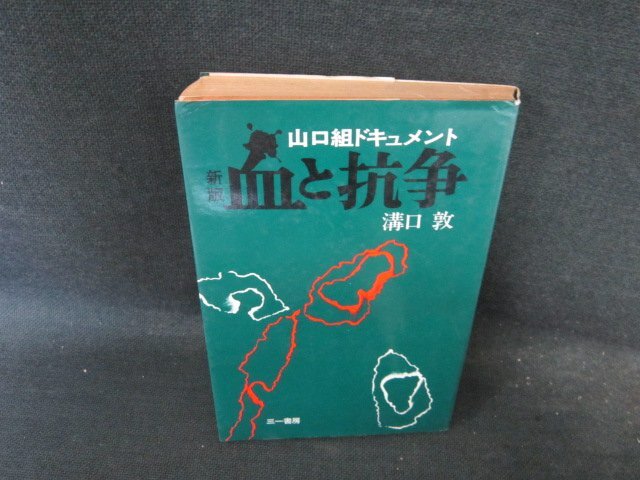 山口組ドキュメント
新版 血と抗争
溝口 敦
三一書房